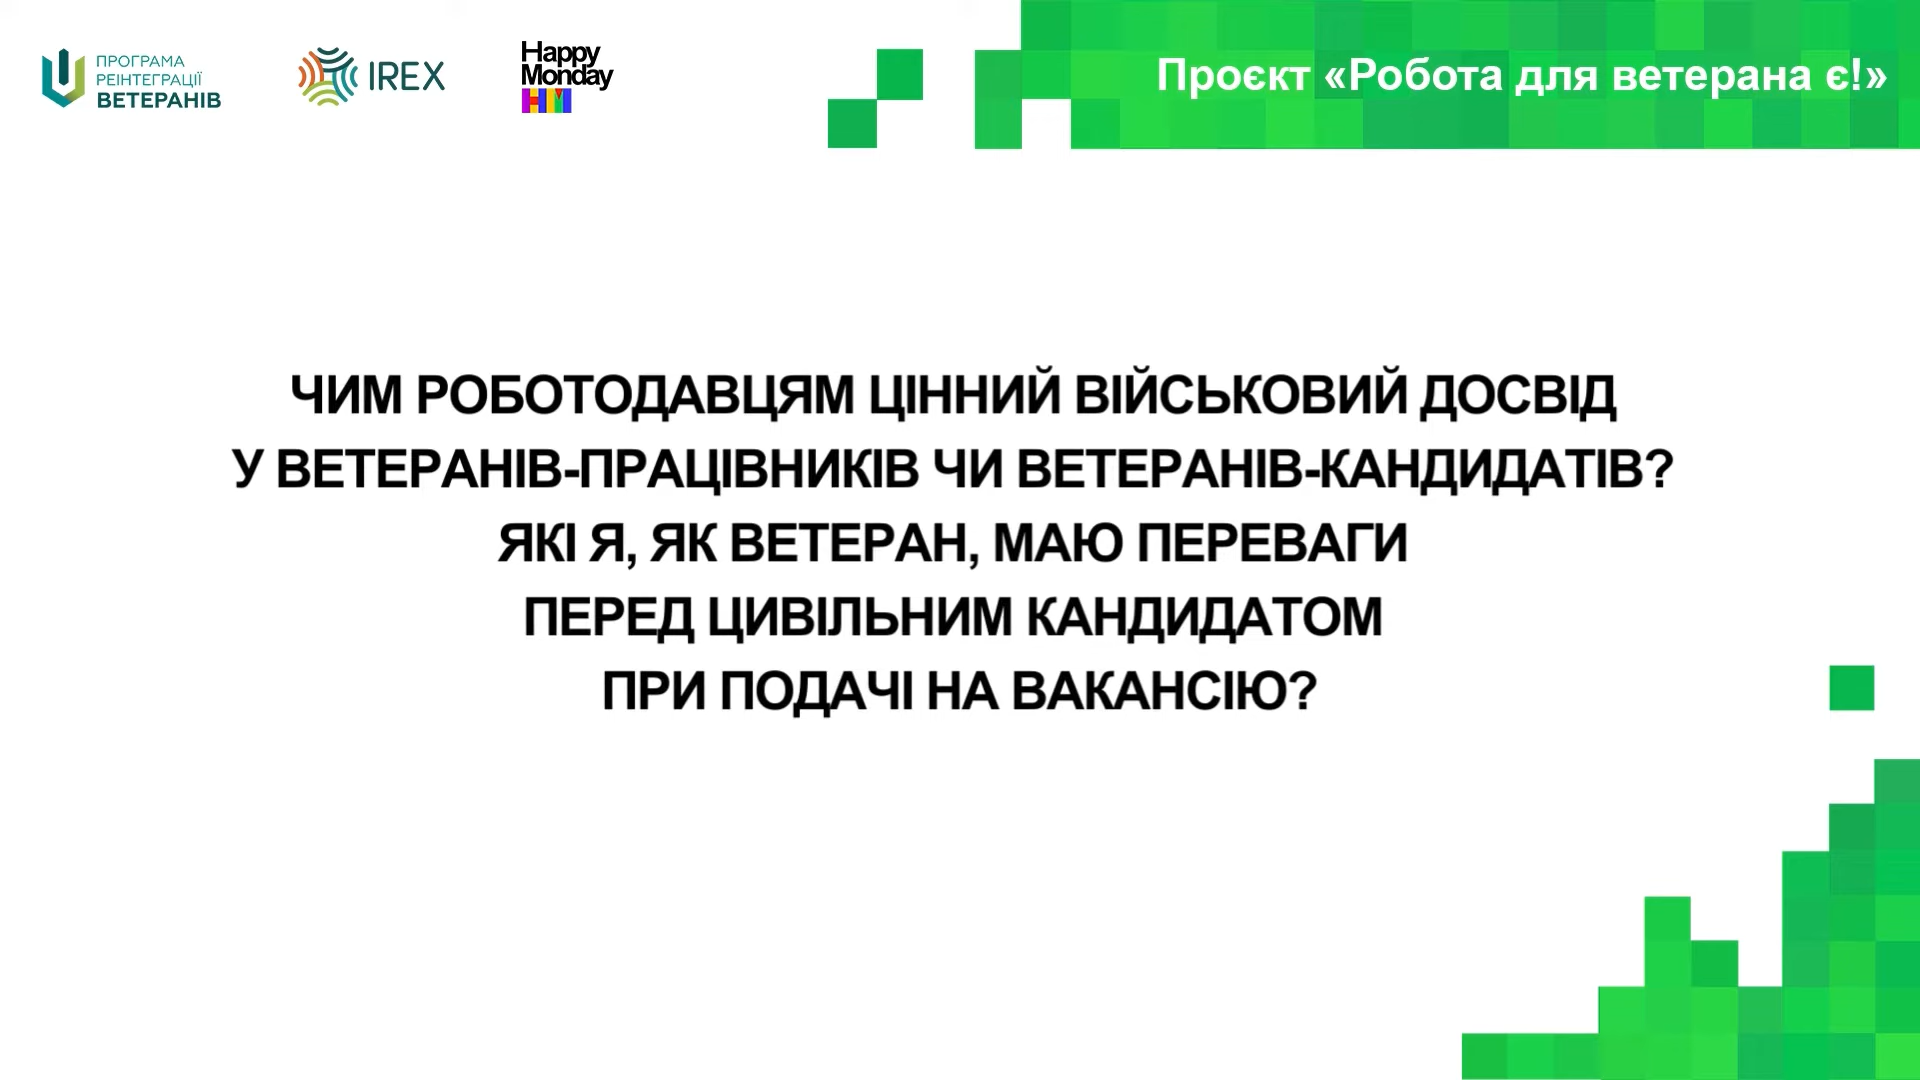 ПРОГРАМА
РЕІНТЕГРАЦІЇ
ВЕТЕРАНІВ
IREX
Happy
Monday
HM
Проєкт «Робота для ветерана є!»
ЧИМ РОБОТОДАВЦЯМ ЦІННИЙ ВІЙСЬКОВИЙ ДОСВІД
У ВЕТЕРАНІВ-ПРАЦІВНИКІВ ЧИ ВЕТЕРАНІВ-КАНДИДАТІВ?
ЯКІ Я, ЯК ВЕТЕРАН, МАЮ ПЕРЕВАГИ
ПЕРЕД ЦИВІЛЬНИМ КАНДИДАТОМ
ПРИ ПОДАЧІ НА ВАКАНСІЮ?